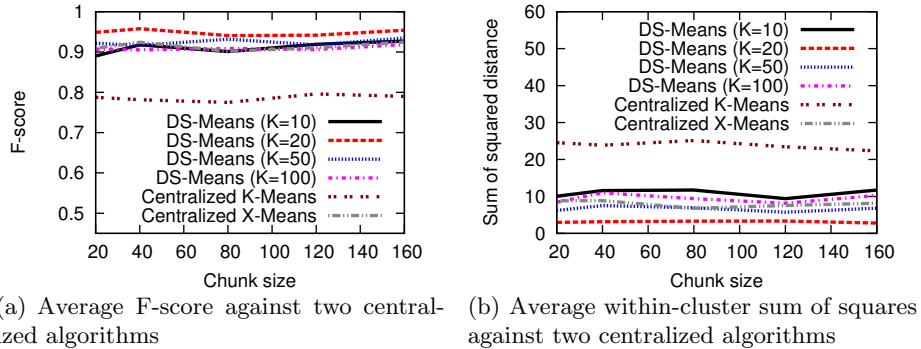 1
0.9
0.8
0.7
0.6
0.5
F-score
DS-Means (K=10)
DS-Means (K=20)
DS-Means (K=50)
DS-Means (K=100)
Centralized K-Means
Centralized X-Means
20 40 60 80 100 120 140 160
Chunk size
(a) Average F-score against two central-
ized algorithms
60
50
40
30
20
10
0
Sum of squared distance
DS-Means (K=10)
DS-Means (K=20)
DS-Means (K=50)
DS-Means (K=100)
Centralized K-Means
Centralized X-Means
20 40 60 80 100 120 140 160
Chunk size
(b) Average within-cluster sum of squares
against two centralized algorithms